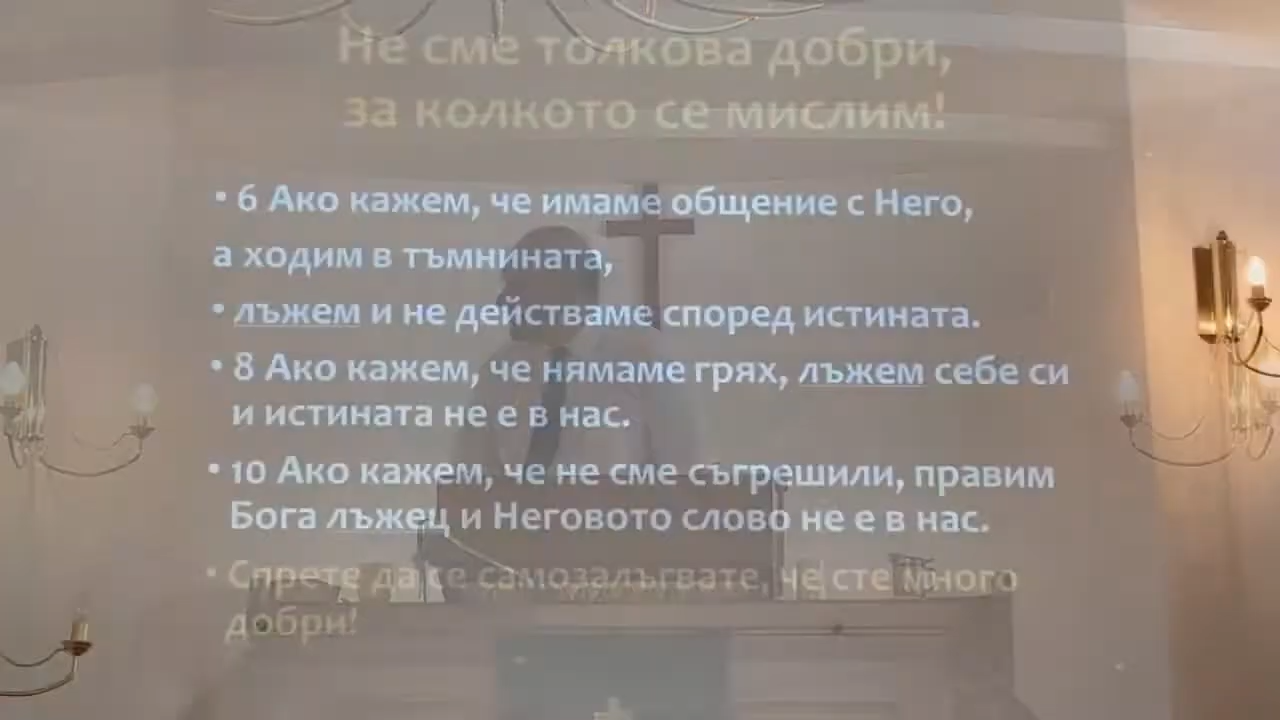 Не сме толкова добри,
за колкото се мислим!
• 6 Ако кажем, че имаме общение с Него,
а ходим в тъмнината,
• лъжем и не действаме според истината.
• 8 Ако кажем, че нямаме грях, лъжем себе си
и истината не е в нас.
• 10 Ако кажем, че не сме съгрешили, правим
Бога лъжец и Неговото слово не е в нас.
• Спрете да се самозалъгвате, че сте много
добри!